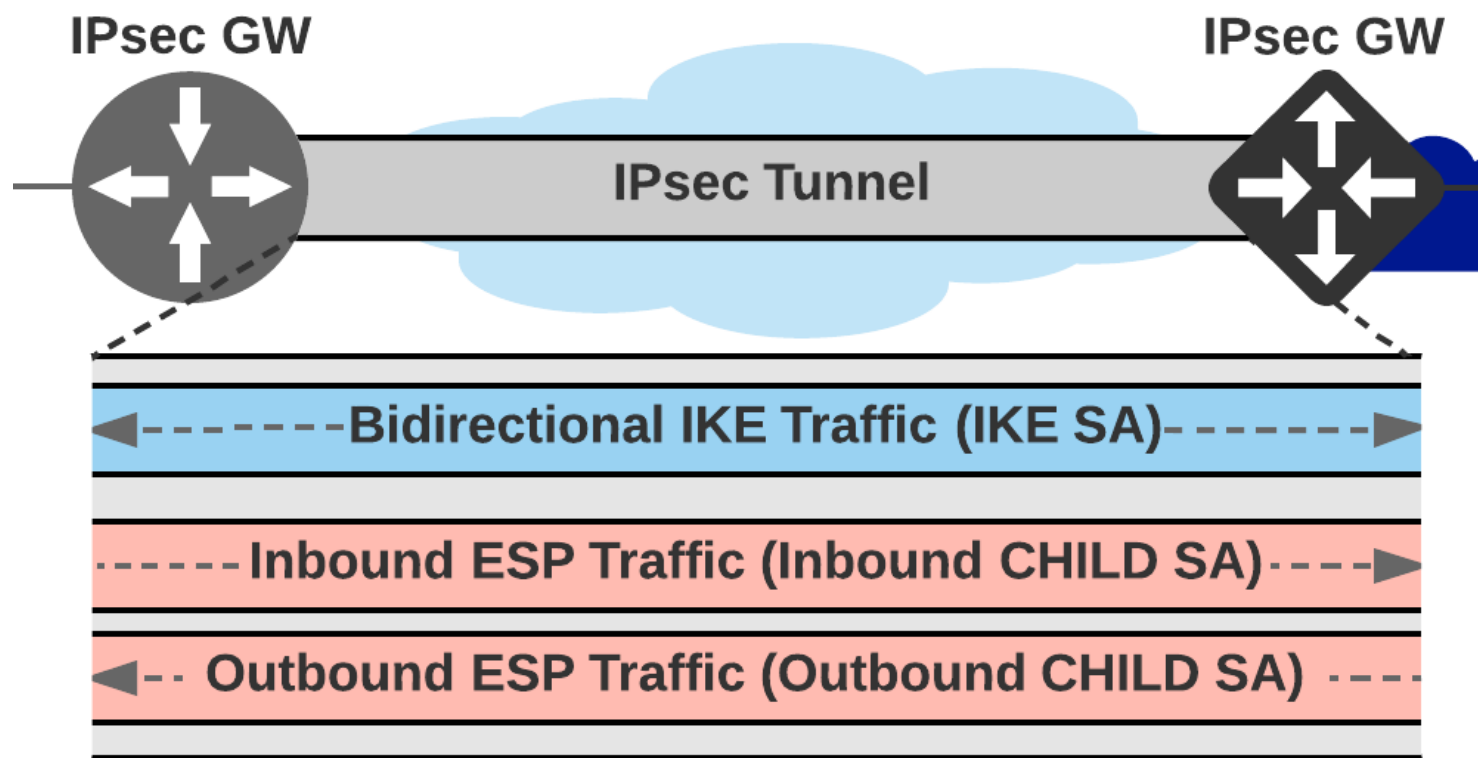 IPsec GW
IPsec GW
IPsec Tunnel
Bidirectional IKE Traffic (IKE SA)
Inbound ESP Traffic (Inbound CHILD SA)
Outbound ESP Traffic (Outbound CHILD SA)